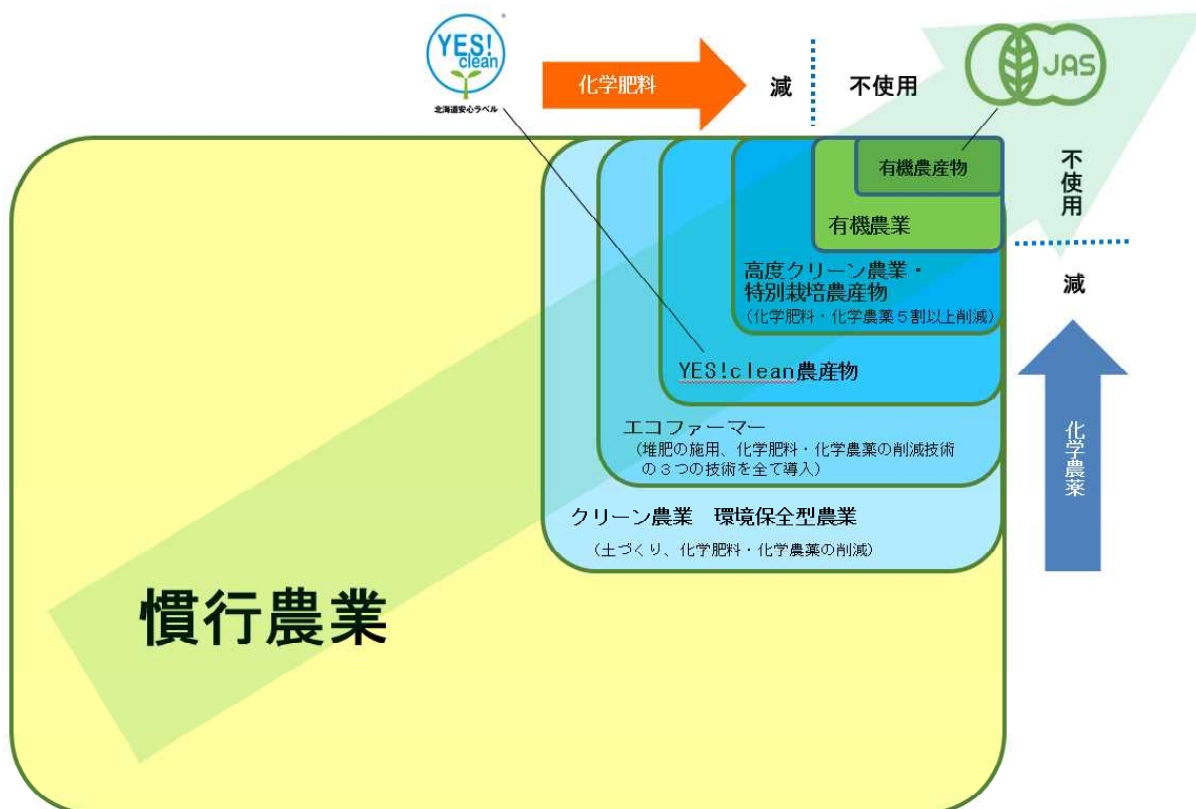 YES!
clean
北海道安心ラベル
化学肥料
減
不使用
JAS
有機農産物
不使用
有機農業
減
高度クリーン農業・
特別栽培農産物
(化学肥料・化学農薬5割以上削減)
YES!clean農産物
エコファーマー
(堆肥の施用、化学肥料・化学農薬の削減技術
の3つの技術を全て導入)
化学農薬
クリーン農業 環境保全型農業
(土づくり、化学肥料・化学農薬の削減)
慣行農業